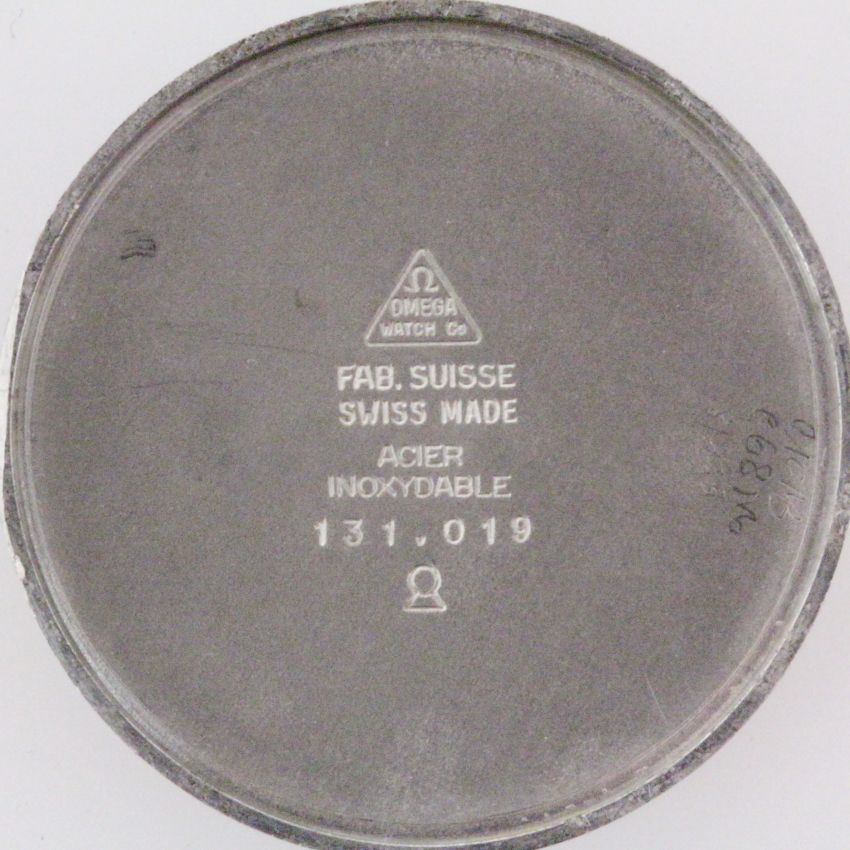 Ω
OMEGA
WATCH Co
FAB. SUISSE
SWISS MADE
ACIER
INOXYDABLE
131.019